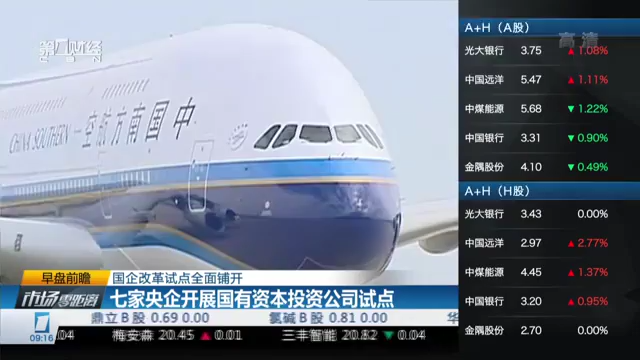 第一财经
高清
中国南方航空
CHINA SOUTHERN
A+H（A股）
光大银行 3.75 ▲1.08%
中国远洋 5.47 ▲1.11%
中煤能源 5.68 ▼1.22%
中国银行 3.31 ▼0.90%
金隅股份 4.10 ▼0.49%
A+H（H股）
光大银行 3.43 0.00%
中国远洋 2.97 ▲2.77%
中煤能源 4.45 ▲1.37%
中国银行 3.20 ▲0.95%
金隅股份 2.70 0.00%
早盘前瞻
国企改革试点全面铺开
市场零距离
七家央企开展国有资本投资公司试点
鼎立B股 0.69 0.00 氯碱B股 0.81 0.00 华
09:16
0.04 梅安森 20.45 ▲0.01 三丰智能 20.82 ▲0.04